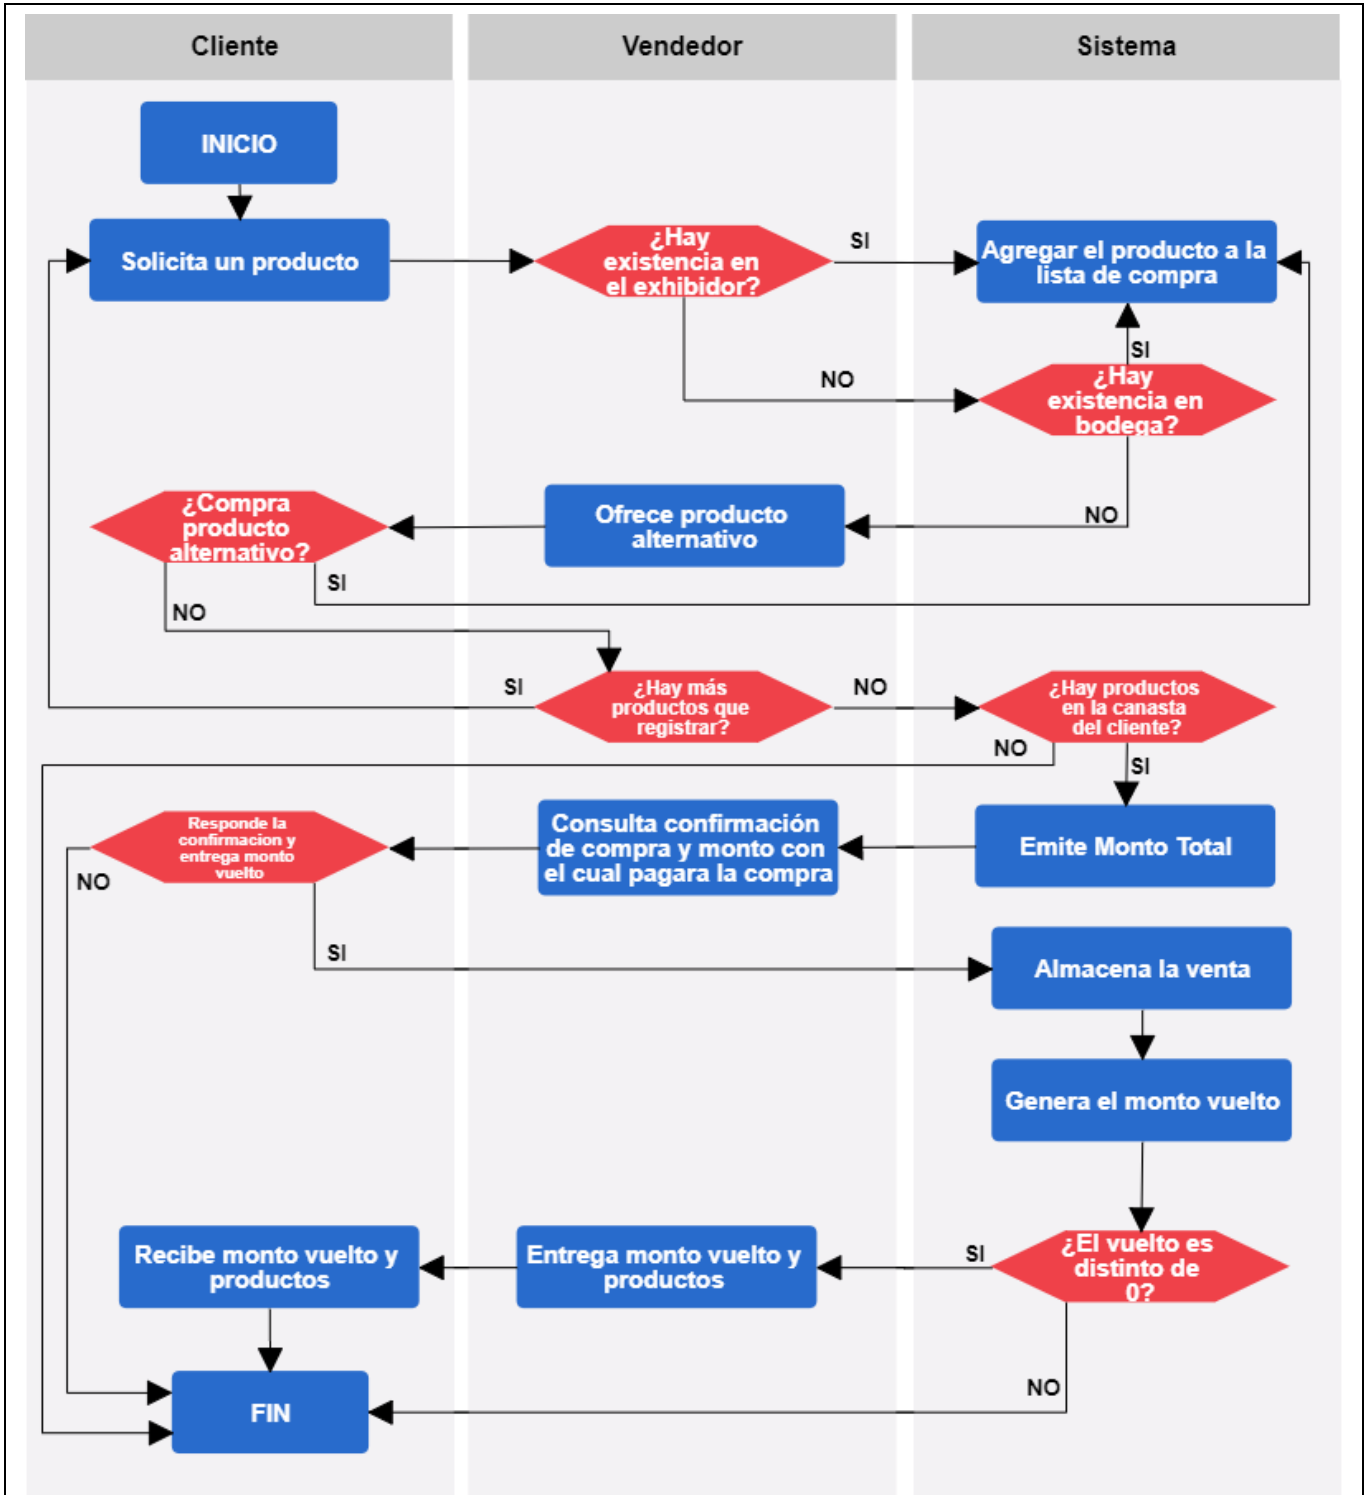 Cliente
Vendedor
Sistema
INICIO
Solicita un producto
¿Hay
existencia en
el exhibidor?
SI
Agregar el producto a la
lista de compra
NO
SI
¿Hay
existencia en
bodega?
¿Compra
producto
alternativo?
Ofrece producto
alternativo
NO
SI
NO
SI
¿Hay más
productos que
registrar?
NO
¿Hay productos
en la canasta
del cliente?
NO
SI
Responde la
confirmacion y
entrega monto
vuelto
Consulta confirmación
de compra y monto con
el cual pagara la compra
Emite Monto Total
NO
SI
Almacena la venta
Genera el monto vuelto
Recibe monto vuelto y
productos
Entrega monto vuelto y
productos
SI
¿El vuelto es
distinto de
0?
NO
FIN